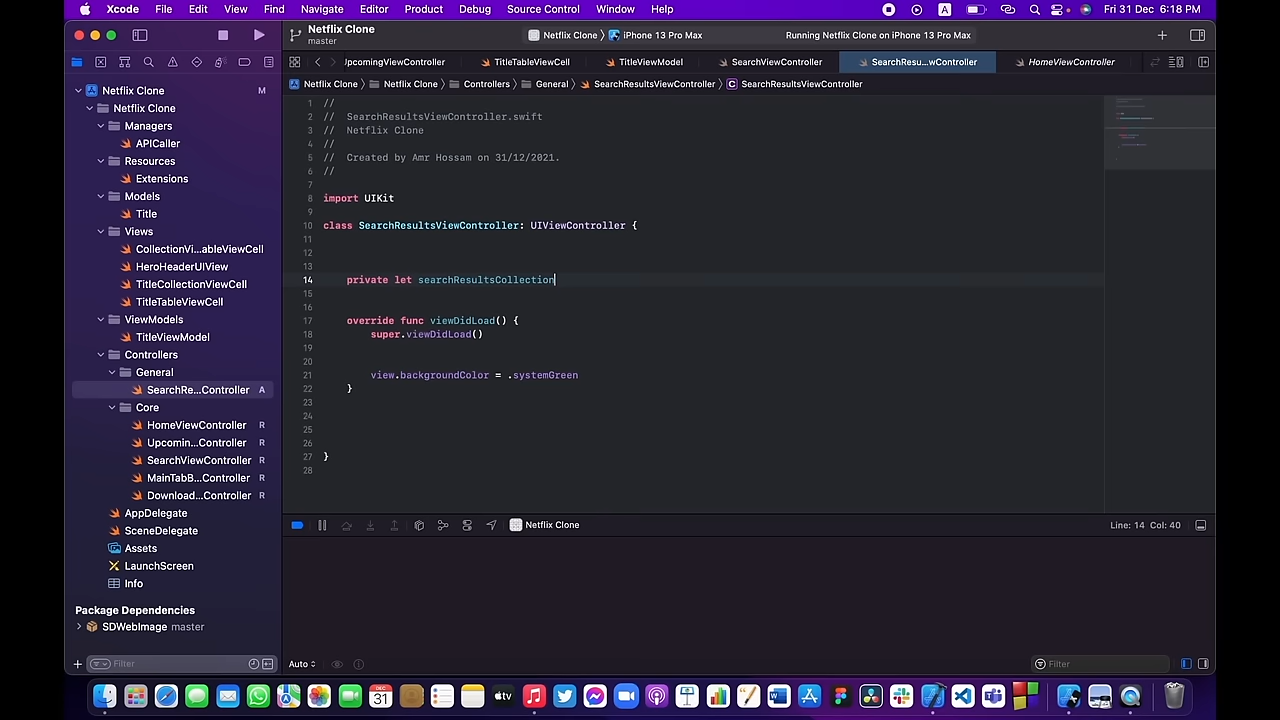 Xcode File Edit View Find Navigate Editor Product Debug Source Control Window Help A Fri 31 Dec 6:18 PM
Netflix Clone
master
Netflix Clone 〉 iPhone 13 Pro Max
Running Netflix Clone on iPhone 13 Pro Max
UpcomingViewController TitleTableViewCell TitleViewModel SearchViewController SearchResu...wController HomeViewController
Netflix Clone 〉 Netflix Clone 〉 Controllers 〉 General 〉 SearchResultsViewController 〉 C SearchResultsViewController
Netflix Clone M
Netflix Clone
Managers
APICaller
Resources
Extensions
Models
Title
Views
CollectionVi...ableViewCell
HeroHeaderUIView
TitleCollectionViewCell
TitleTableViewCell
ViewModels
TitleViewModel
Controllers
General
SearchRe...Controller A
Core
HomeViewController R
Upcomin...Controller R
SearchViewController R
MainTabB...Controller R
Download...Controller R
AppDelegate
SceneDelegate
Assets
LaunchScreen
Info
Package Dependencies
SDWebImage master
Filter
1 //
2 //  SearchResultsViewController.swift
3 //  Netflix Clone
4 //
5 //  Created by Amr Hossam on 31/12/2021.
6 //
7
8 import UIKit
9
10 class SearchResultsViewController: UIViewController {
11
12
13
14     private let searchResultsCollection
15
16
17     override func viewDidLoad() {
18         super.viewDidLoad()
19
20
21         view.backgroundColor = .systemGreen
22     }
23
24
25
26
27 }
28
Netflix Clone
Line: 14 Col: 40
Auto
Filter
DEC
31
tv